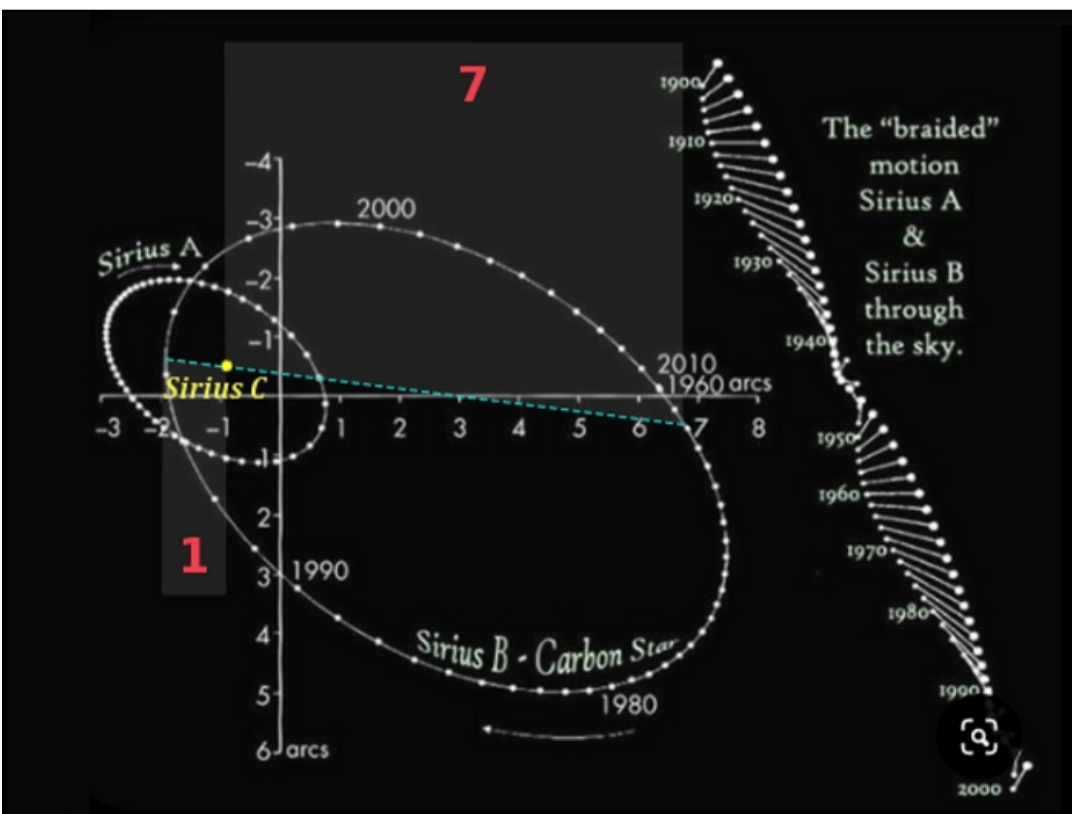 7
1900
1910
1920
1930
1940
1950
1960
1970
1980
1990
2000
The “braided”
motion
Sirius A
&
Sirius B
through
the sky.
-4
-3
-2
-1
1
2
3
4
5
6 arcs
2000
Sirius A
Sirius C
2010
1960 arcs
-3 -2 -1 1 2 3 4 5 6 7 8
1
1990
Sirius B - Carbon Star
1980